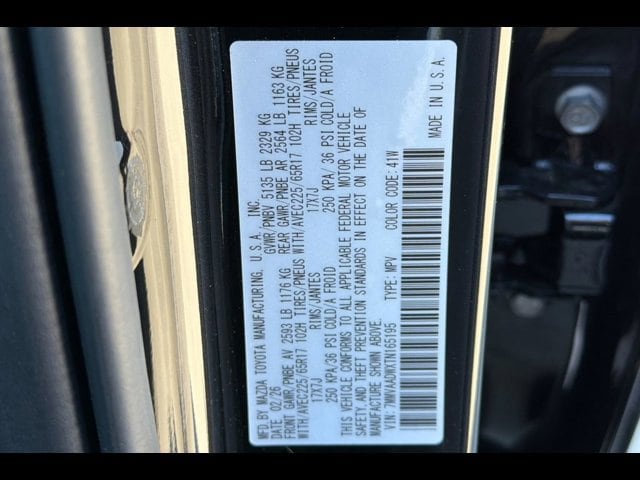 MFD.BY MAZDA TOYOTA MANUFACTURING, U.S.A., INC.
DATE: 02/26 GVWR/PNBV 5135 LB 2329 KG
FRONT GAWR/PNBE AV 2593 LB 1176 KG REAR GAWR/PNBE AR 2564 LB 1163 KG
WITH/AVEC225/65R17 102H TIRES/PNEUS WITH/AVEC225/65R17 102H TIRES/PNEUS
17X7J RIMS/JANTES 17X7J RIMS/JANTES
250 KPA/36 PSI COLD/A FROID 250 KPA/ 36 PSI COLD/A FROID
THIS VEHICLE CONFORMS TO ALL APPLICABLE FEDERAL MOTOR VEHICLE
SAFETY, AND THEFT PREVENTION STANDARDS IN EFFECT ON THE DATE OF
MANUFACTURE SHOWN ABOVE.
VIN: TYPE: MPV COLOR CODE: 41W
MADE IN U.S.A.